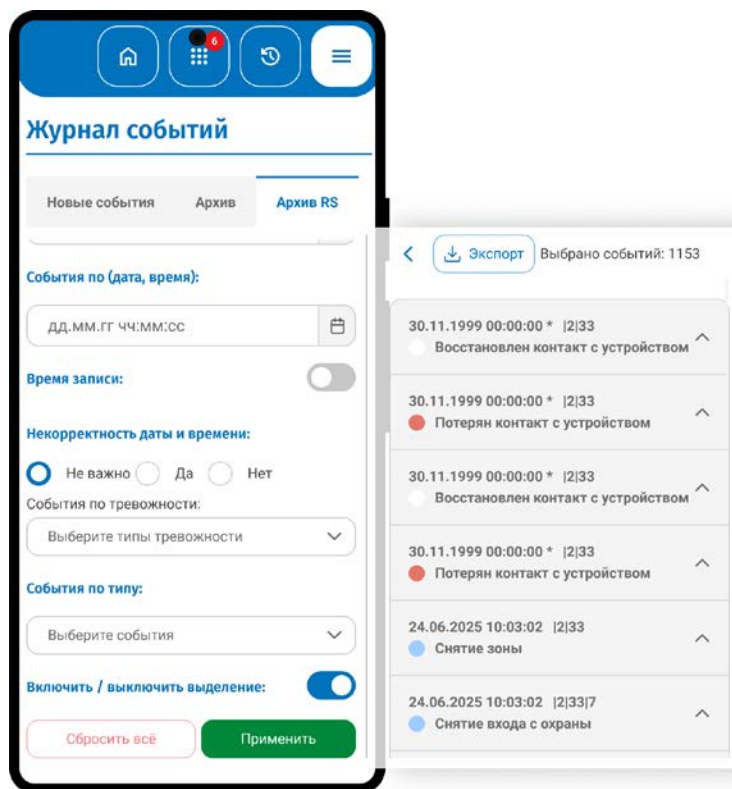 6
Журнал событий
Новые события Архив Архив RS
События по (дата, время):
дд.мм.гг чч:мм:сс
Время записи:
Некорректность даты и времени:
Не важно Да Нет
События по тревожности:
Выберите типы тревожности
События по типу:
Выберите события
Включить / выключить выделение:
Сбросить всё Применить
Экспорт Выбрано событий: 1153
30.11.1999 00:00:00 * |2|33
Восстановлен контакт с устройством
30.11.1999 00:00:00 * |2|33
Потерян контакт с устройством
30.11.1999 00:00:00 * |2|33
Восстановлен контакт с устройством
30.11.1999 00:00:00 * |2|33
Потерян контакт с устройством
24.06.2025 10:03:02 |2|33
Снятие зоны
24.06.2025 10:03:02 |2|33|7
Снятие входа с охраны